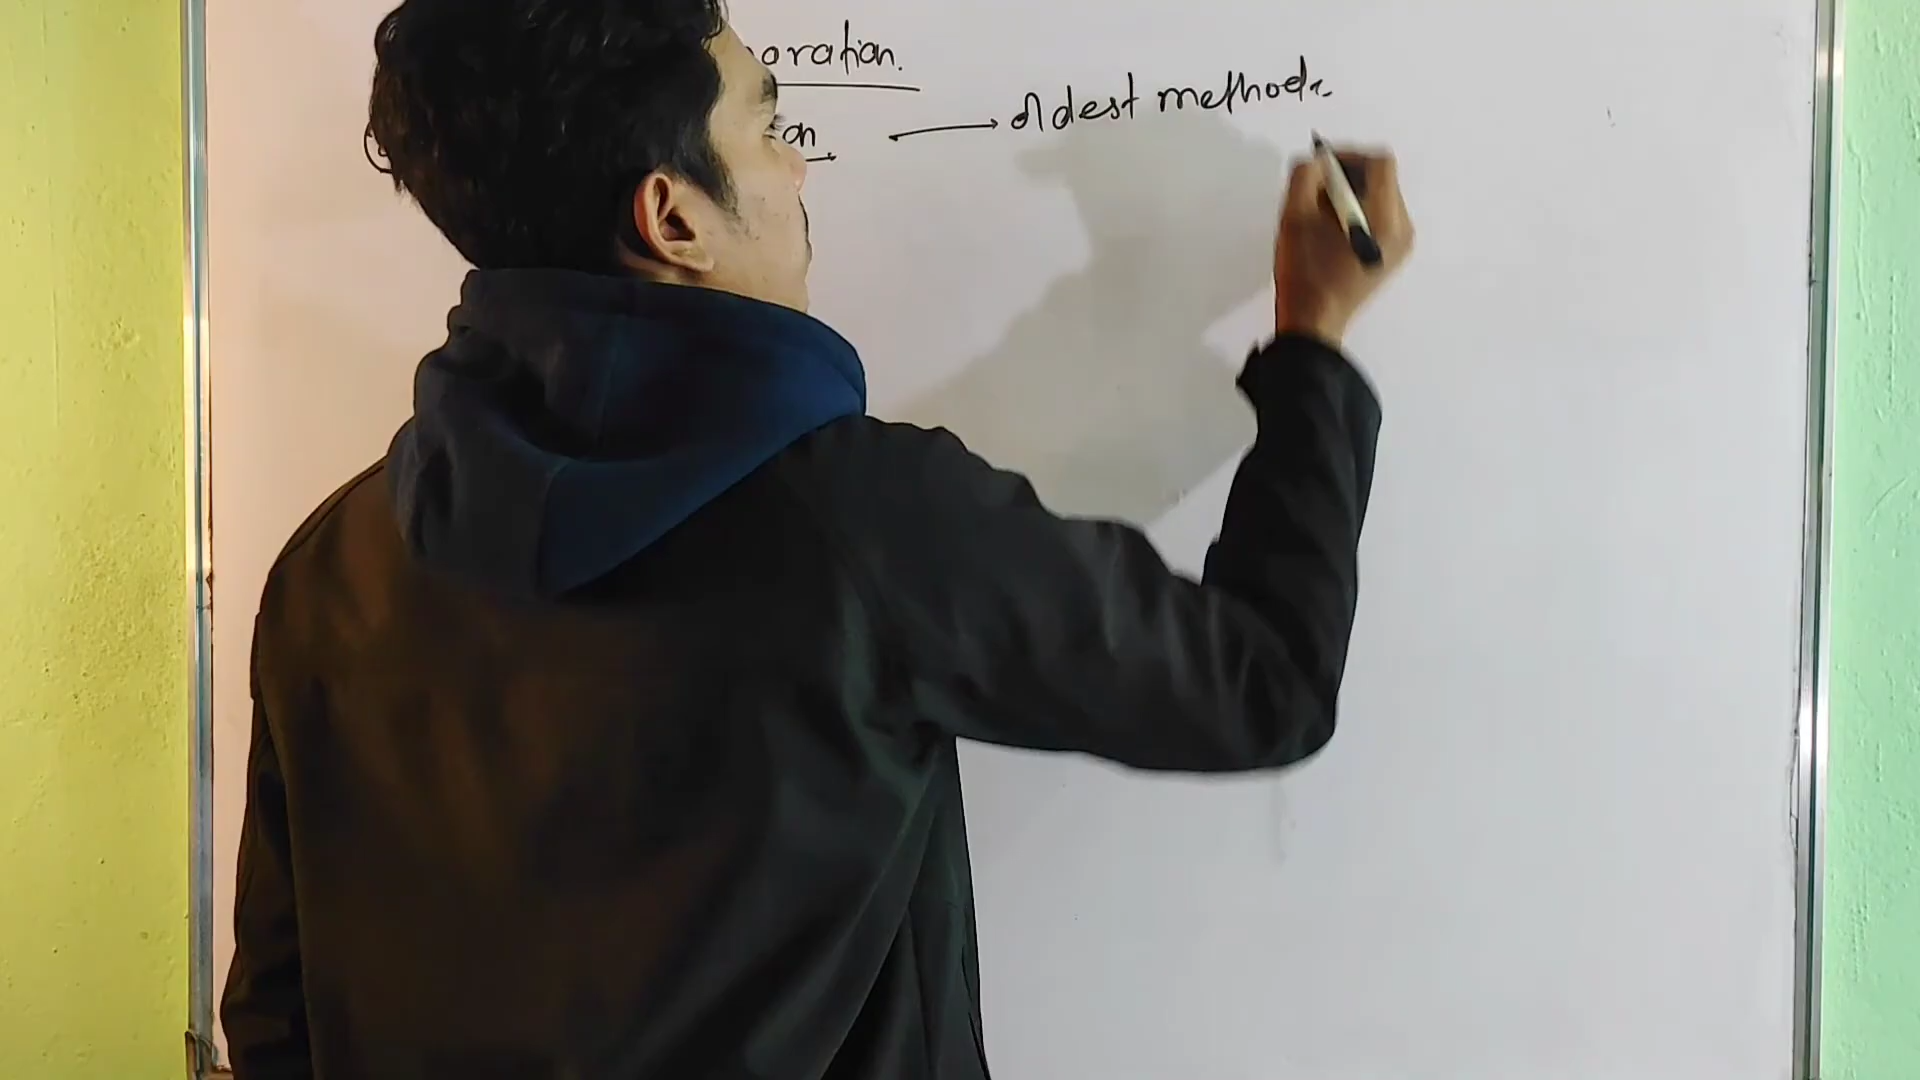 oration.
on → oldest method.